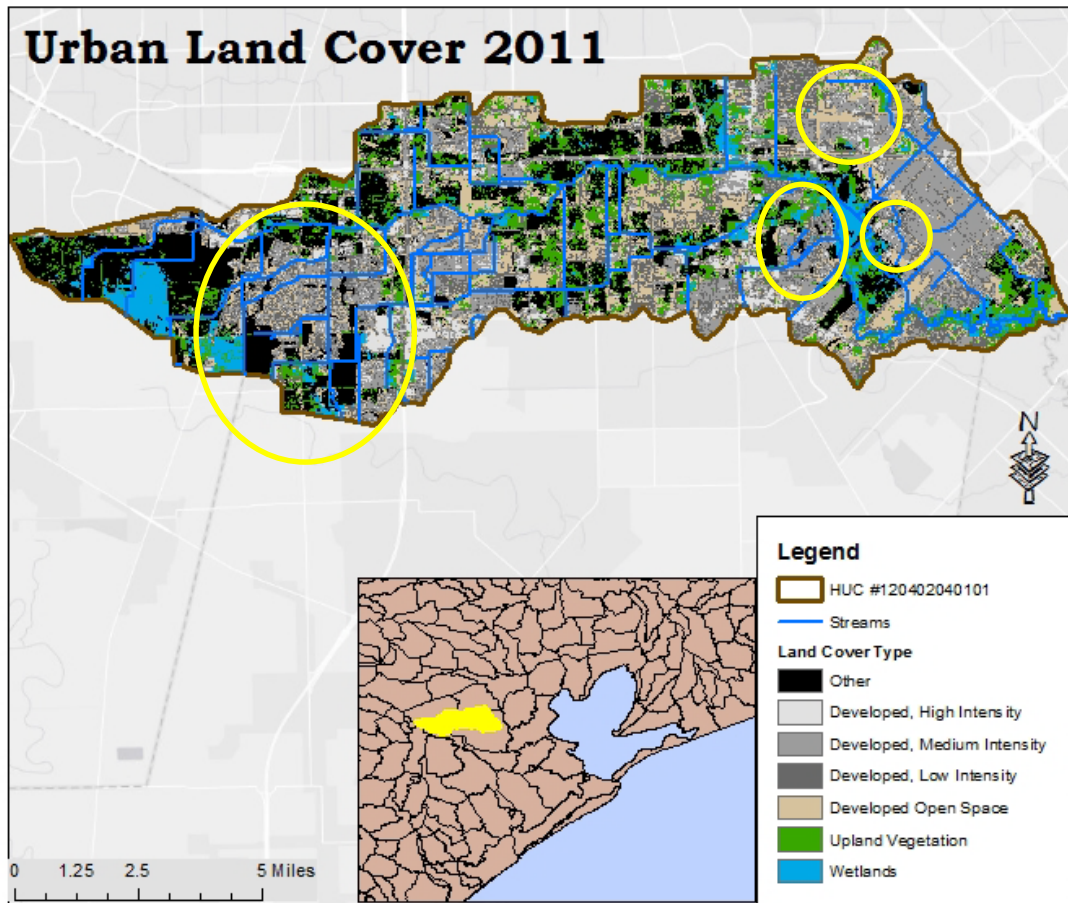 Urban Land Cover 2011
N
Legend
HUC #120402040101
Streams
Land Cover Type
Other
Developed, High Intensity
Developed, Medium Intensity
Developed, Low Intensity
Developed Open Space
Upland Vegetation
Wetlands
0 1.25 2.5 5 Miles